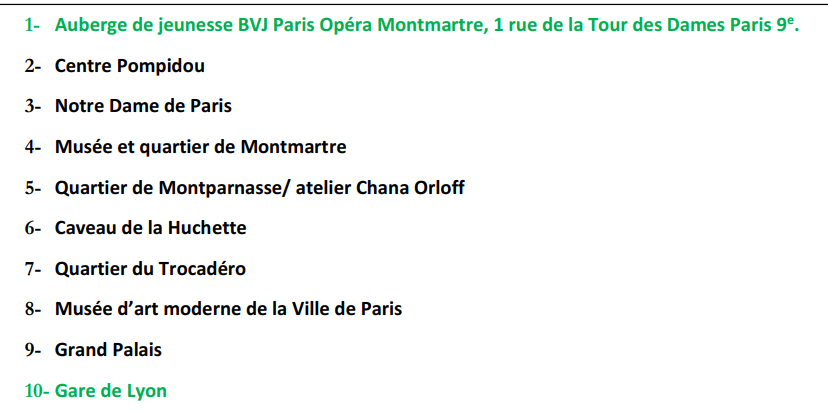 1- Auberge de jeunesse BVJ Paris Opéra Montmartre, 1 rue de la Tour des Dames Paris 9e.
2- Centre Pompidou
3- Notre Dame de Paris
4- Musée et quartier de Montmartre
5- Quartier de Montparnasse/ atelier Chana Orloff
6- Caveau de la Huchette
7- Quartier du Trocadéro
8- Musée d’art moderne de la Ville de Paris
9- Grand Palais
10- Gare de Lyon